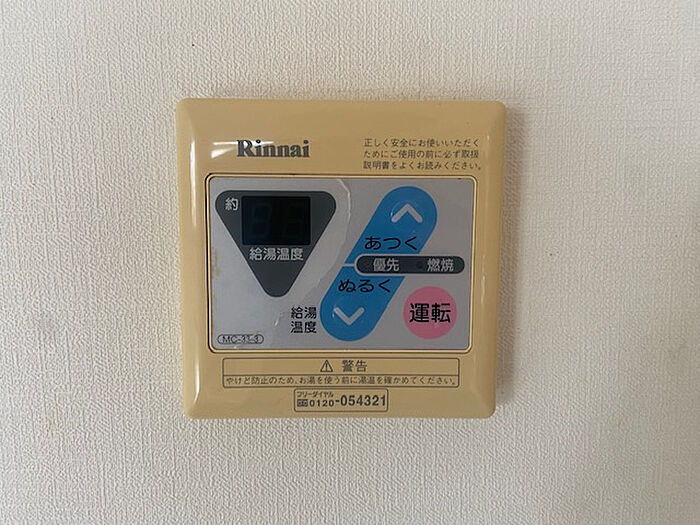 Rinnai
正しく安全にお使いいただく
ためにご使用の前に必ず取扱
説明書をよくお読みください。
約
給湯温度
あつく
優先 燃焼
ぬるく
給湯
温度
運転
MC-33-3
⚠ 警告
やけど防止のため、お湯を使う前に湯温を確かめてください。
フリーダイヤル
0120-054321